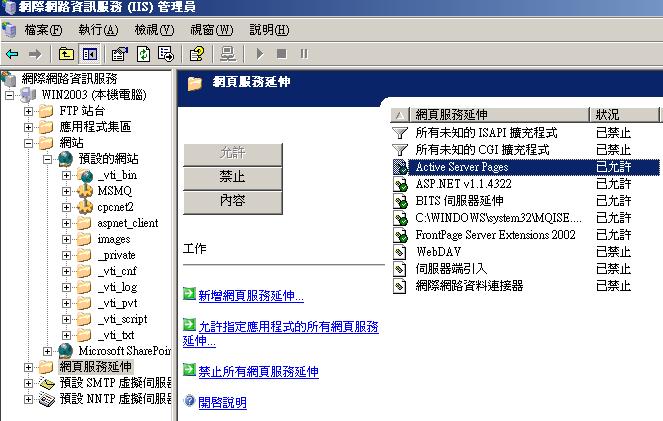 網際網路資訊服務 (IIS) 管理員
檔案(F) 執行(A) 檢視(V) 視窗(W) 說明(H)
網際網路資訊服務
WIN2003 (本機電腦)
FTP 站台
應用程式集區
網站
預設的網站
_vti_bin
MSMQ
cpcnet2
aspnet_client
images
_private
_vti_cnf
_vti_log
_vti_pvt
_vti_script
_vti_txt
Microsoft SharePoin
網頁服務延伸
預設 SMTP 虛擬伺服器
預設 NNTP 虛擬伺服器
網頁服務延伸
允許
禁止
內容
工作
新增網頁服務延伸...
允許指定應用程式的所有網頁服務
延伸...
禁止所有網頁服務延伸
開啟說明
網頁服務延伸 狀況
所有未知的 ISAPI 擴充程式 已禁止
所有未知的 CGI 擴充程式 已禁止
Active Server Pages 已允許
ASP.NET v1.1.4322 已允許
BITS 伺服器延伸 已允許
C:\WINDOWS\system32\MQISE.... 已允許
FrontPage Server Extensions 2002 已允許
WebDAV 已禁止
伺服器端引入 已禁止
網際網路資料連接器 已禁止